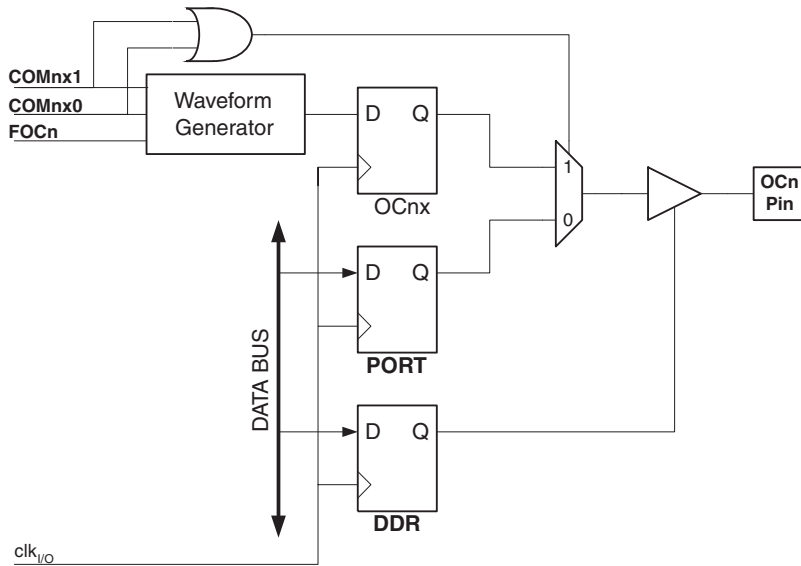 COMnx1
COMnx0
FOCn
Waveform
Generator
D Q
OCnx
1
0
OCn
Pin
D Q
PORT
DATA BUS
D Q
DDR
clkI/O